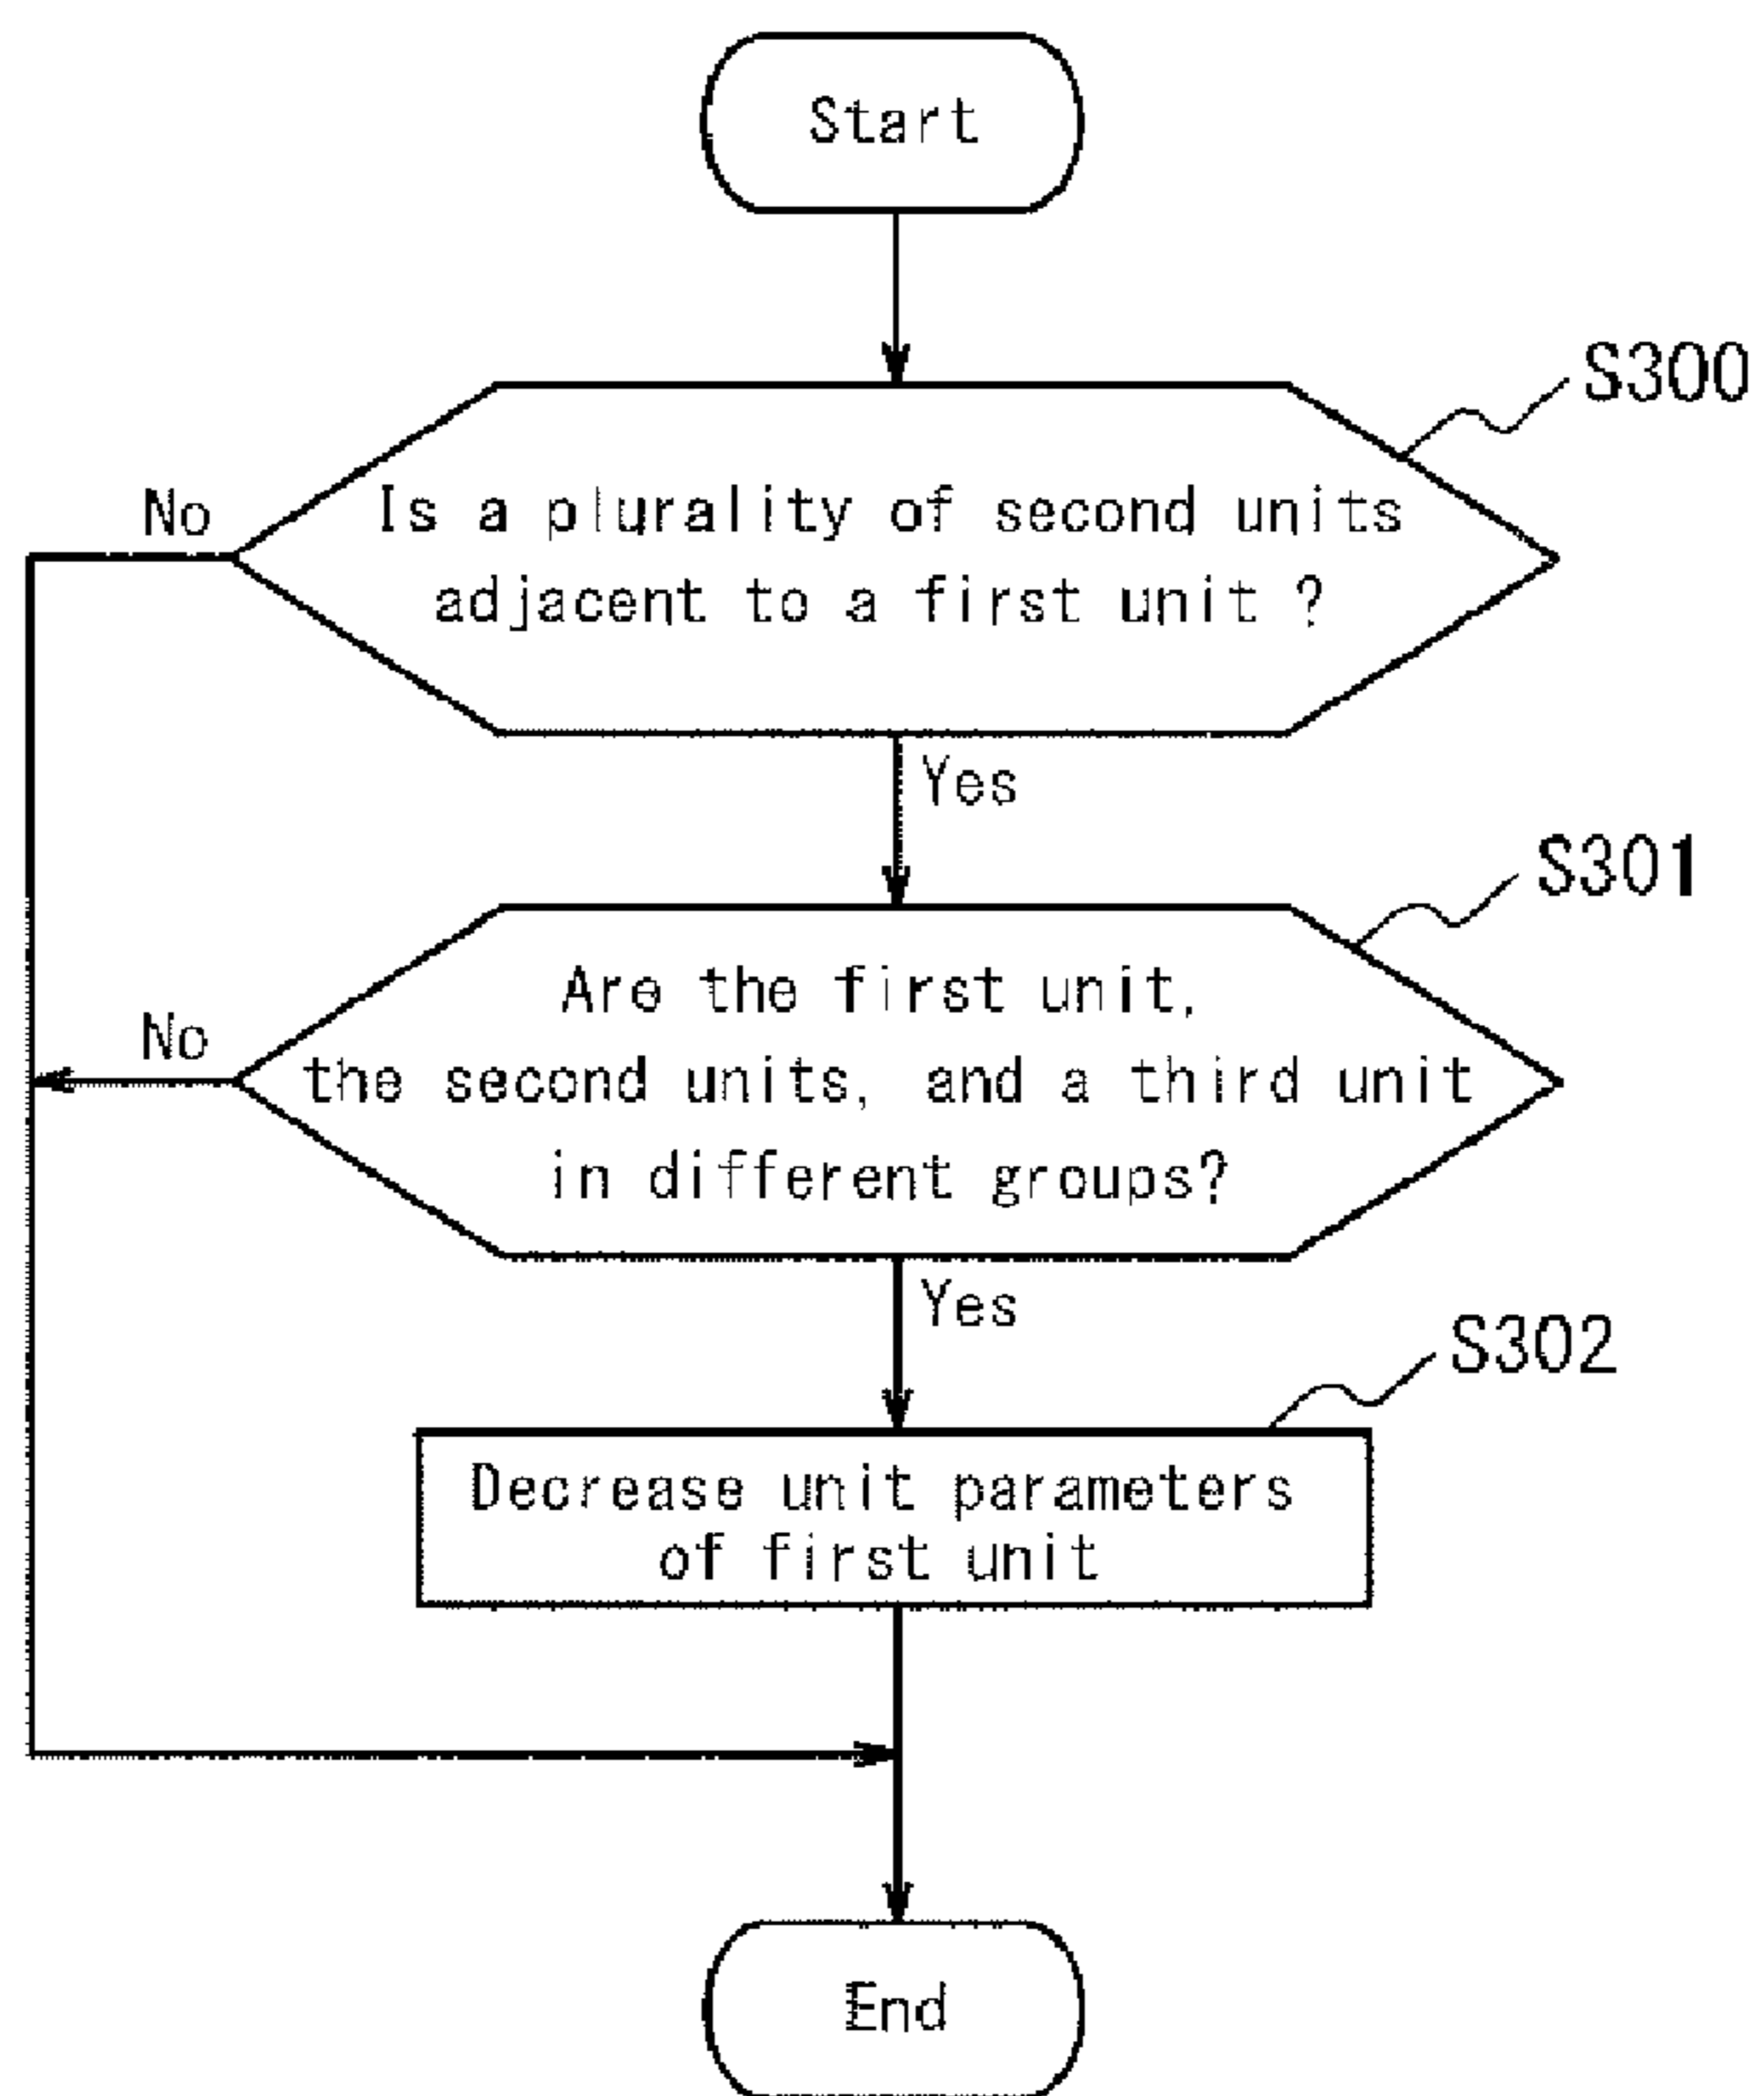 Start
S300
No
Is a plurality of second units
adjacent to a first unit ?
Yes
S301
Are the first unit,
No
the second units, and a third unit
in different groups?
Yes
S302
Decrease unit parameters
of first unit
End